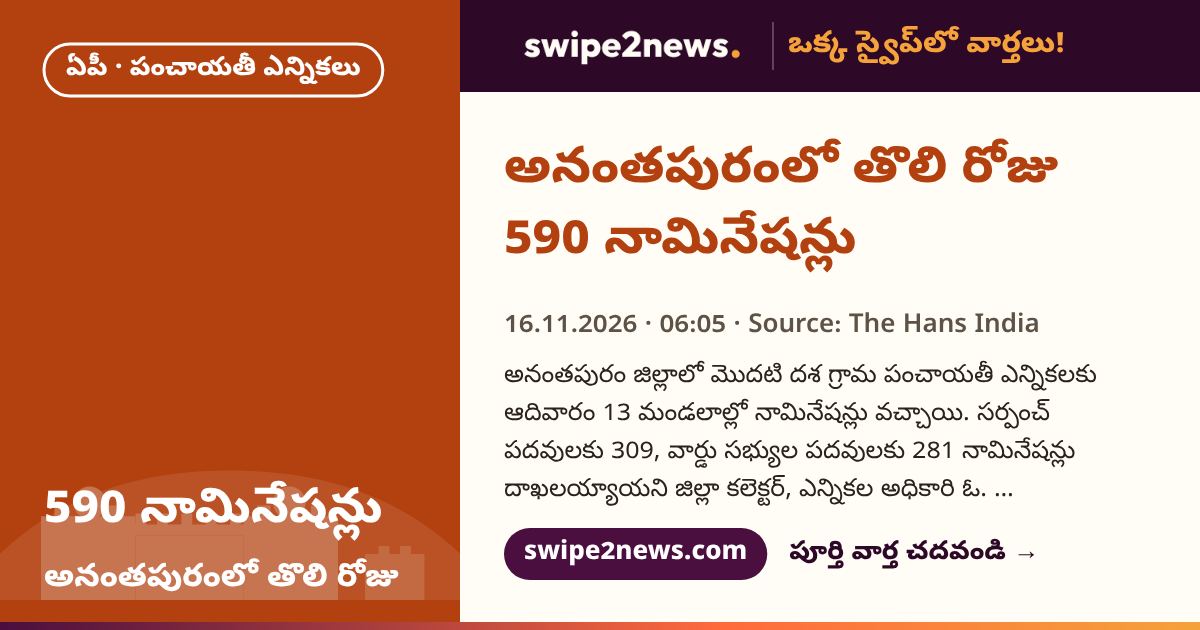 ఏపీ · పంచాయతీ ఎన్నికలు
590 నామినేషన్లు
అనంతపురంలో తొలి రోజు
swipe2news.
ఒక్క స్వైప్‌లో వార్తలు!
అనంతపురంలో తొలి రోజు
590 నామినేషన్లు
16.11.2026 · 06:05 · Source: The Hans India
అనంతపురం జిల్లాలో మొదటి దశ గ్రామ పంచాయతీ ఎన్నికలకు
ఆదివారం 13 మండలాల్లో నామినేషన్లు వచ్చాయి. సర్పంచ్
పదవులకు 309, వార్డు సభ్యుల పదవులకు 281 నామినేషన్లు
దాఖలయ్యాయని జిల్లా కలెక్టర్, ఎన్నికల అధికారి ఓ. ...
swipe2news.com
పూర్తి వార్త చదవండి →